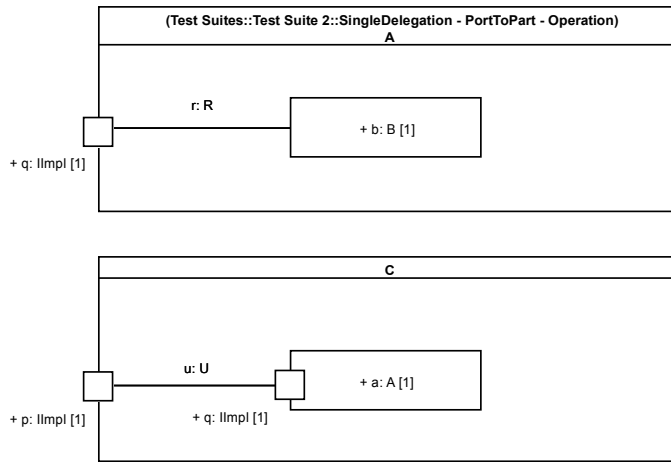 (Test Suites::Test Suite 2::SingleDelegation - PortToPart - Operation)
A
r: R
+ b: B [1]
+ q: IImpl [1]
C
u: U
+ a: A [1]
+ p: IImpl [1]
+ q: IImpl [1]